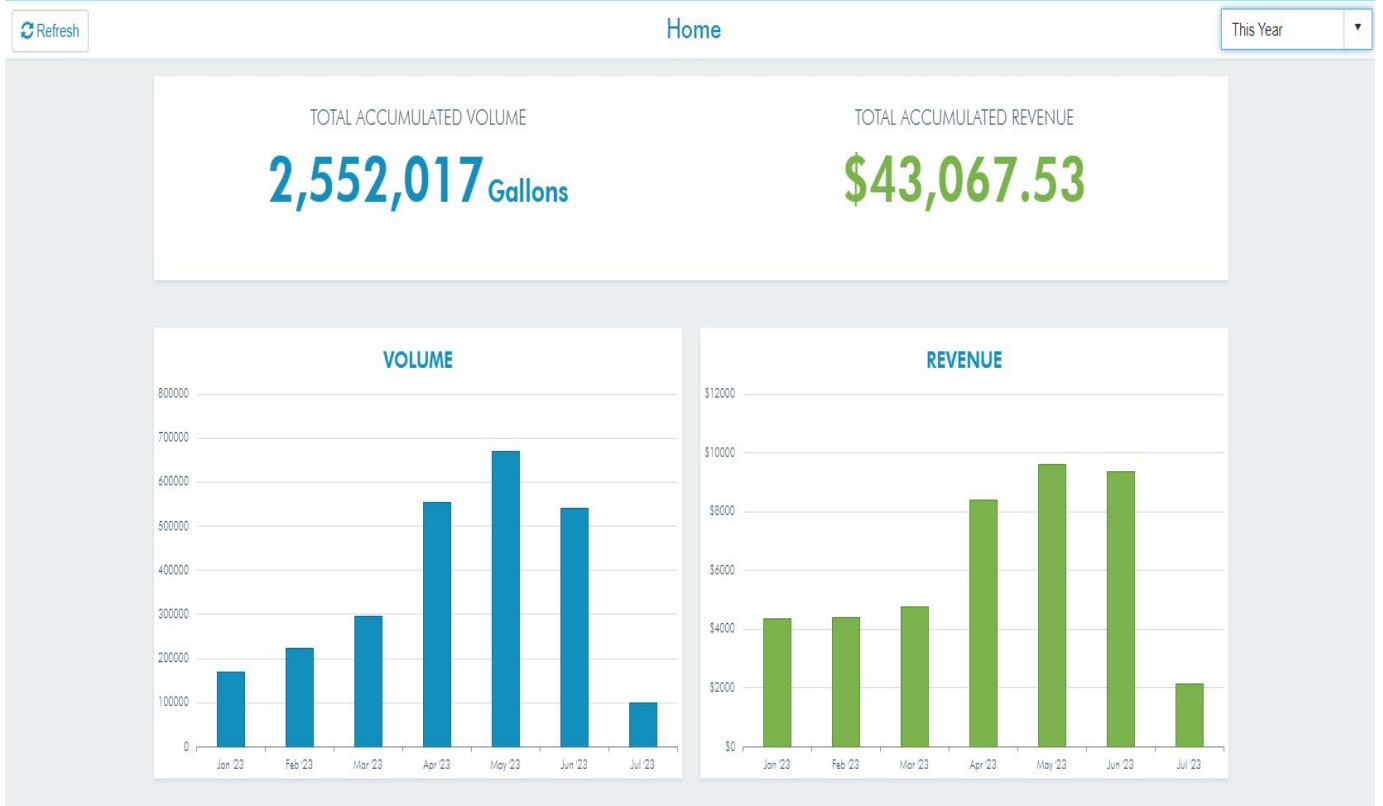 Refresh
Home
This Year
TOTAL ACCUMULATED VOLUME
2,552,017 Gallons
TOTAL ACCUMULATED REVENUE
$43,067.53
VOLUME
800000
700000
600000
500000
400000
300000
200000
100000
0
Jan '23 Feb '23 Mar '23 Apr '23 May '23 Jun '23 Jul '23
REVENUE
$12000
$10000
$8000
$6000
$4000
$2000
$0
Jan '23 Feb '23 Mar '23 Apr '23 May '23 Jun '23 Jul '23